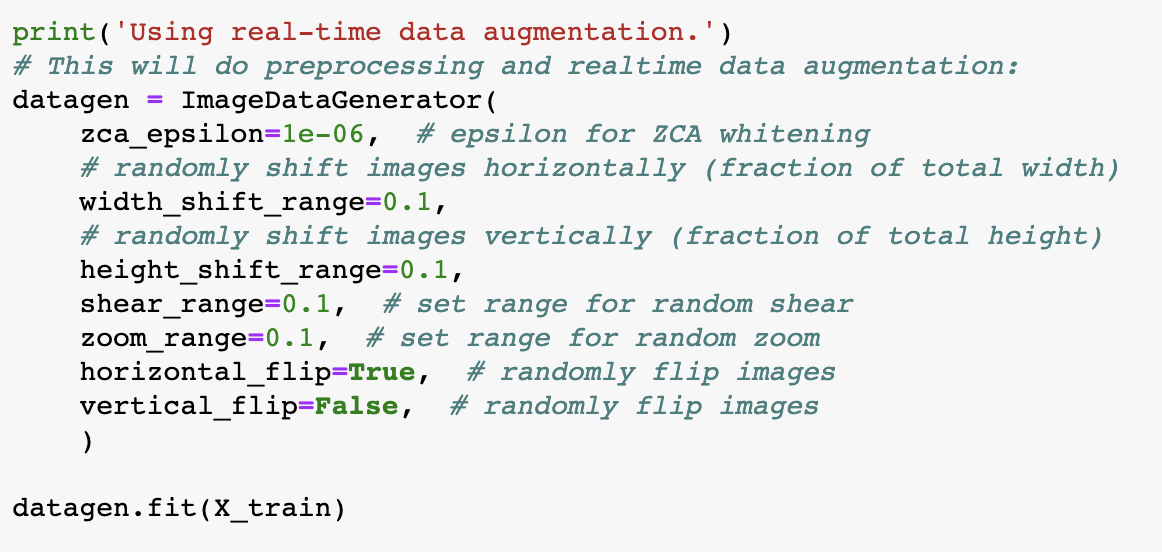 print('Using real-time data augmentation.')
# This will do preprocessing and realtime data augmentation:
datagen = ImageDataGenerator(
    zca_epsilon=1e-06,  # epsilon for ZCA whitening
    # randomly shift images horizontally (fraction of total width)
    width_shift_range=0.1,
    # randomly shift images vertically (fraction of total height)
    height_shift_range=0.1,
    shear_range=0.1,  # set range for random shear
    zoom_range=0.1,  # set range for random zoom
    horizontal_flip=True,  # randomly flip images
    vertical_flip=False,  # randomly flip images
    )

datagen.fit(X_train)